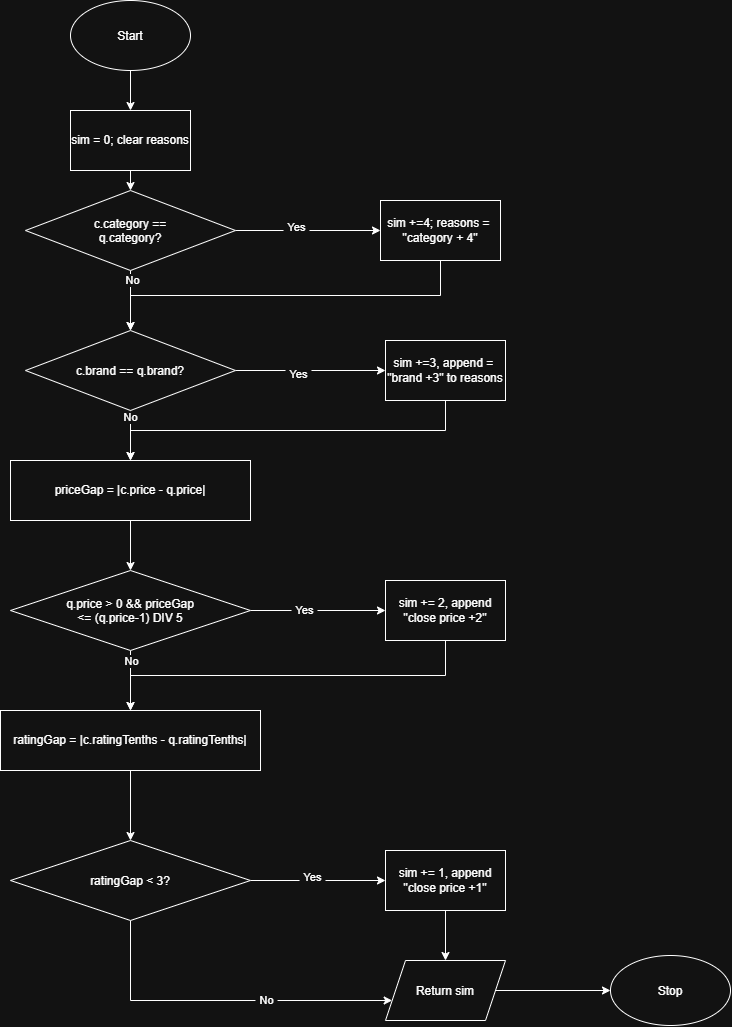 Start
sim = 0; clear reasons
c.category ==
q.category?
Yes
sim +=4; reasons =
"category + 4"
No
c.brand == q.brand?
Yes
sim +=3, append =
"brand +3" to reasons
No
priceGap = |c.price - q.price|
q.price > 0 && priceGap
<= (q.price-1) DIV 5
Yes
sim += 2, append
"close price +2"
No
ratingGap = |c.ratingTenths - q.ratingTenths|
ratingGap < 3?
Yes
sim += 1, append
"close price +1"
No
Return sim
Stop